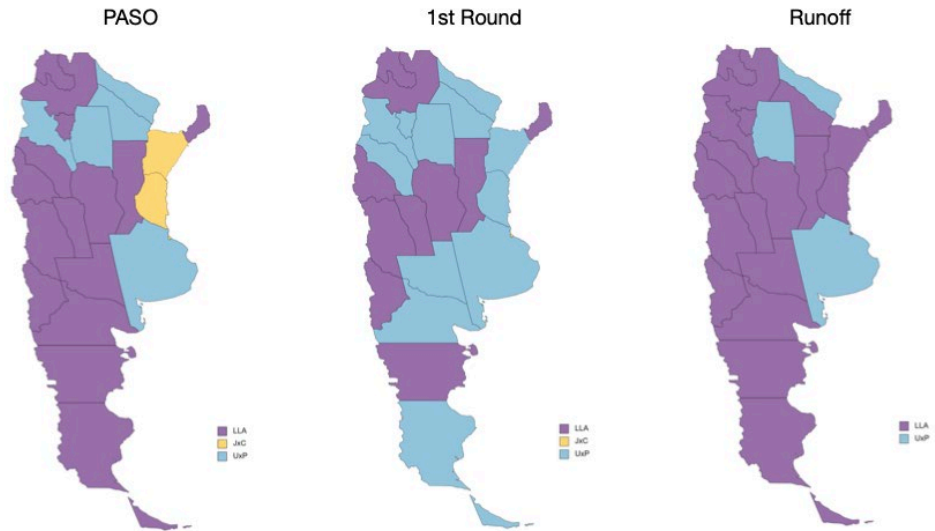 PASO
1st Round
Runoff
LLA
JxC
UxP
LLA
JxC
UxP
LLA
UxP